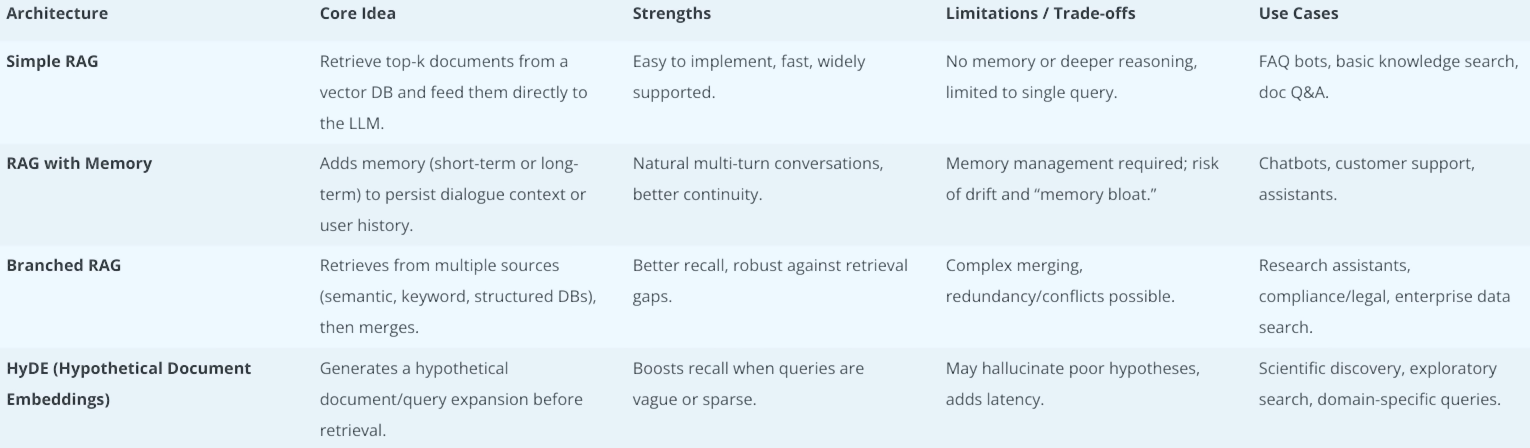 Architecture
Core Idea
Strengths
Limitations / Trade-offs
Use Cases
Simple RAG
Retrieve top-k documents from a
vector DB and feed them directly to
the LLM.
Easy to implement, fast, widely
supported.
No memory or deeper reasoning,
limited to single query.
FAQ bots, basic knowledge search,
doc Q&A.
RAG with Memory
Adds memory (short-term or long-
term) to persist dialogue context or
user history.
Natural multi-turn conversations,
better continuity.
Memory management required; risk
of drift and “memory bloat.”
Chatbots, customer support,
assistants.
Branched RAG
Retrieves from multiple sources
(semantic, keyword, structured DBs),
then merges.
Better recall, robust against retrieval
gaps.
Complex merging,
redundancy/conflicts possible.
Research assistants,
compliance/legal, enterprise data
search.
HyDE (Hypothetical Document
Embeddings)
Generates a hypothetical
document/query expansion before
retrieval.
Boosts recall when queries are
vague or sparse.
May hallucinate poor hypotheses,
adds latency.
Scientific discovery, exploratory
search, domain-specific queries.